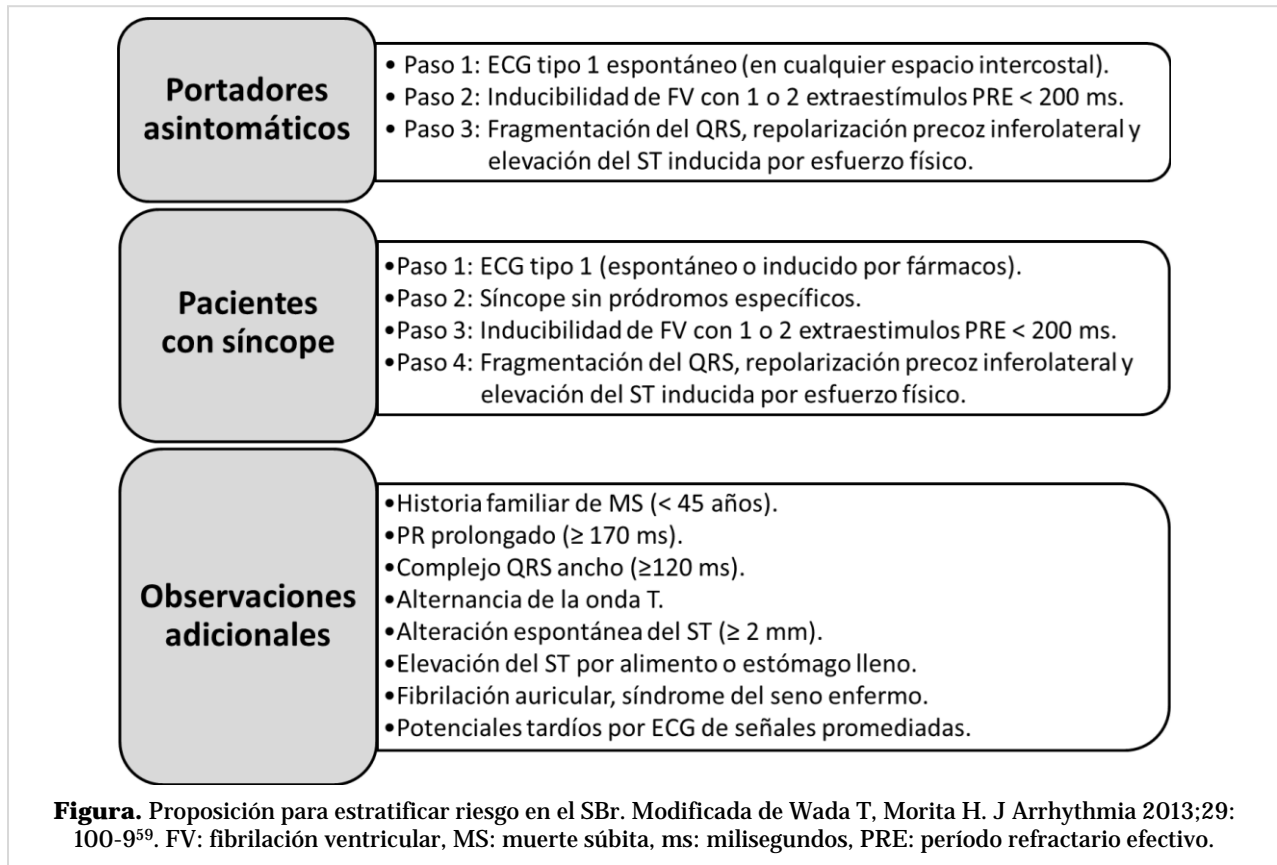 Portadores
asintomáticos
• Paso 1: ECG tipo 1 espontáneo (en cualquier espacio intercostal).
• Paso 2: Inducibilidad de FV con 1 o 2 extraestímulos PRE < 200 ms.
• Paso 3: Fragmentación del QRS, repolarización precoz inferolateral y
elevación del ST inducida por esfuerzo físico.
Pacientes
con síncope
•Paso 1: ECG tipo 1 (espontáneo o inducido por fármacos).
•Paso 2: Síncope sin pródromos específicos.
•Paso 3: Inducibilidad de FV con 1 o 2 extraestimulos PRE < 200 ms.
•Paso 4: Fragmentación del QRS, repolarización precoz inferolateral y
elevación del ST inducida por esfuerzo físico.
Observaciones
adicionales
•Historia familiar de MS (< 45 años).
•PR prolongado (≥ 170 ms).
•Complejo QRS ancho (≥120 ms).
•Alternancia de la onda T.
•Alteración espontánea del ST (≥ 2 mm).
•Elevación del ST por alimento o estómago lleno.
•Fibrilación auricular, síndrome del seno enfermo.
•Potenciales tardíos por ECG de señales promediadas.
Figura. Proposición para estratificar riesgo en el SBr. Modificada de Wada T, Morita H. J Arrhythmia 2013;29:
100-9⁵⁹. FV: fibrilación ventricular, MS: muerte súbita, ms: milisegundos, PRE: período refractario efectivo.